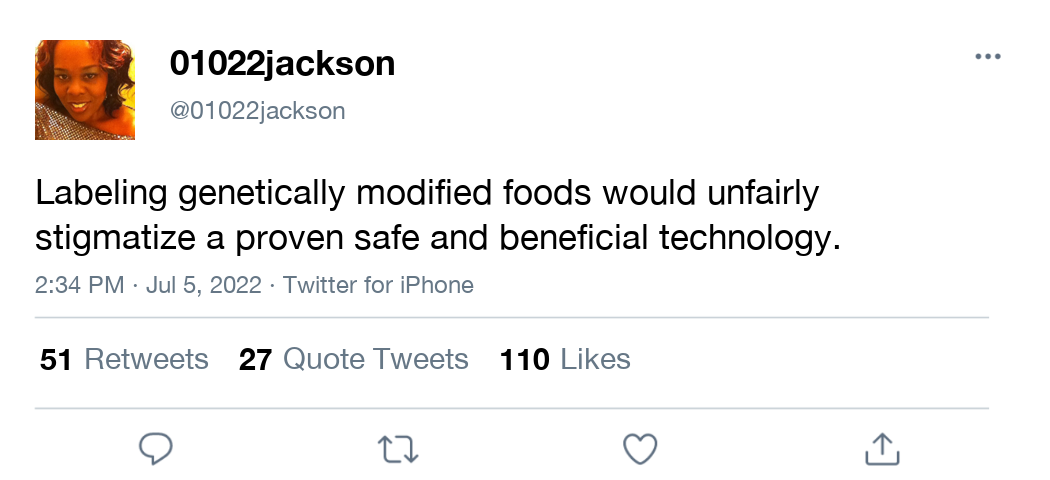 01022jackson
@01022jackson
Labeling genetically modified foods would unfairly
stigmatize a proven safe and beneficial technology.
2:34 PM · Jul 5, 2022 · Twitter for iPhone
51 Retweets 27 Quote Tweets 110 Likes